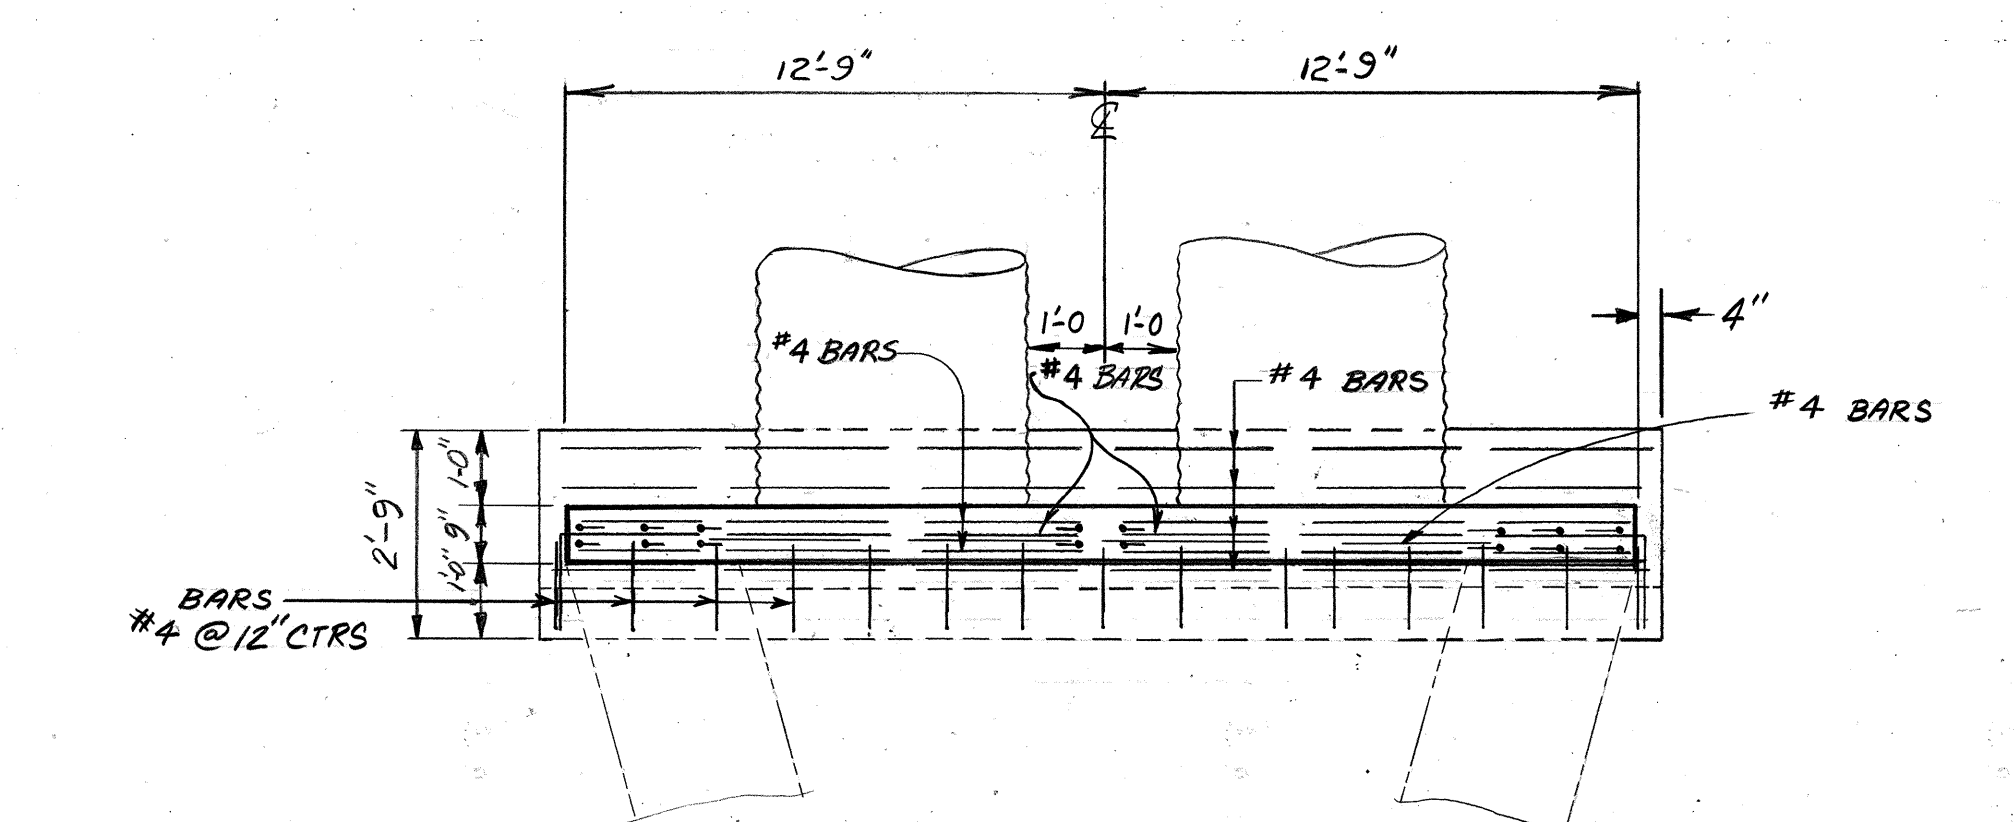 12'-9" 12'-9"
℄
4"
1'-0 1'-0
#4 BARS
#4 BARS
#4 BARS
#4 BARS
2'-9"
1'-0"
9"
1'-0"
BARS
#4 @ 12" CTRS